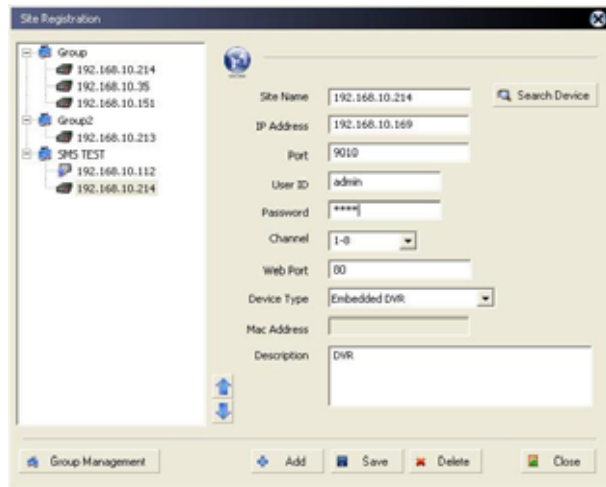 Site Registration
Group
192.168.10.214
192.168.10.35
192.168.10.151
Group2
192.168.10.213
SMS TEST
192.168.10.112
192.168.10.214
Site Name 192.168.10.214 Search Device
IP Address 192.168.10.169
Port 9010
User ID admin
Password ****
Channel 1-8
Web Port 80
Device Type Embedded DVR
Mac Address
Description DVR
Group Management Add Save Delete Close